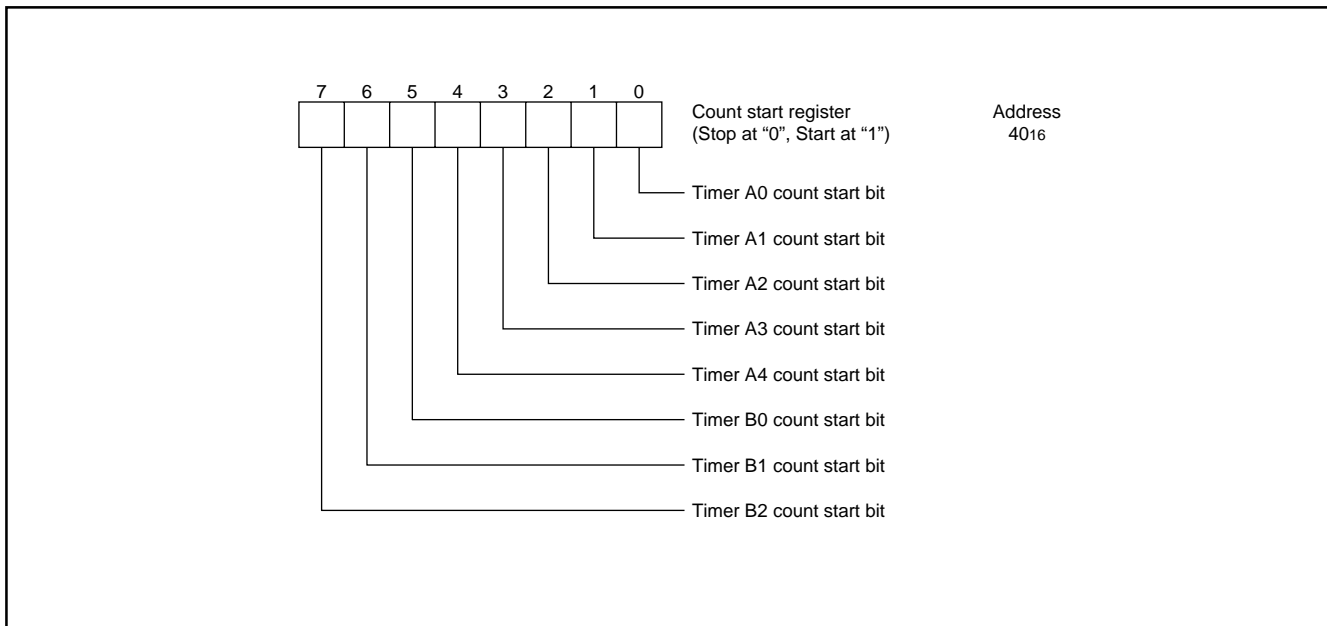 7 6 5 4 3 2 1 0
Count start register Address
(Stop at “0”, Start at “1”) 4016
Timer A0 count start bit
Timer A1 count start bit
Timer A2 count start bit
Timer A3 count start bit
Timer A4 count start bit
Timer B0 count start bit
Timer B1 count start bit
Timer B2 count start bit